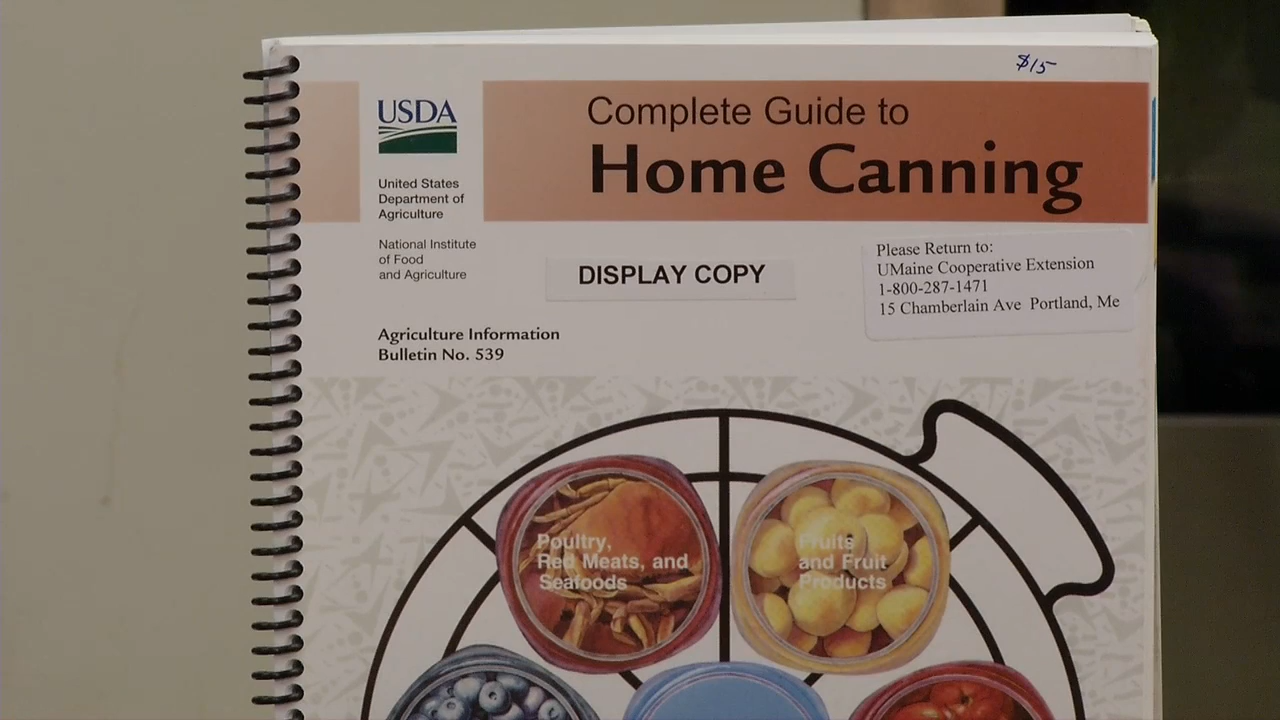 $15
USDA
Complete Guide to
Home Canning
United States
Department of
Agriculture
National Institute
of Food
and Agriculture
DISPLAY COPY
Please Return to:
UMaine Cooperative Extension
1-800-287-1471
15 Chamberlain Ave Portland, Me
Agriculture Information
Bulletin No. 539
Poultry,
Red Meats, and
Seafoods
Fruits
and Fruit
Products